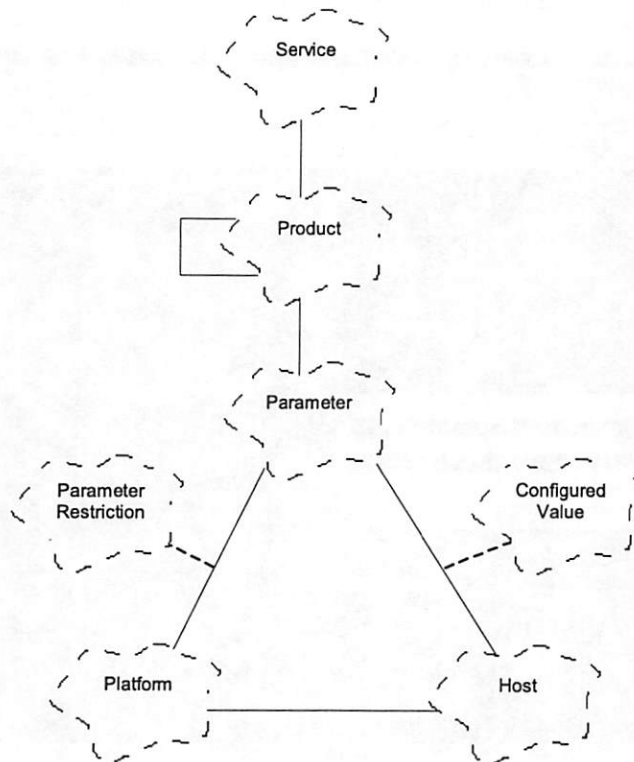 Service
Product
Parameter
Parameter
Restriction
Configured
Value
Platform
Host